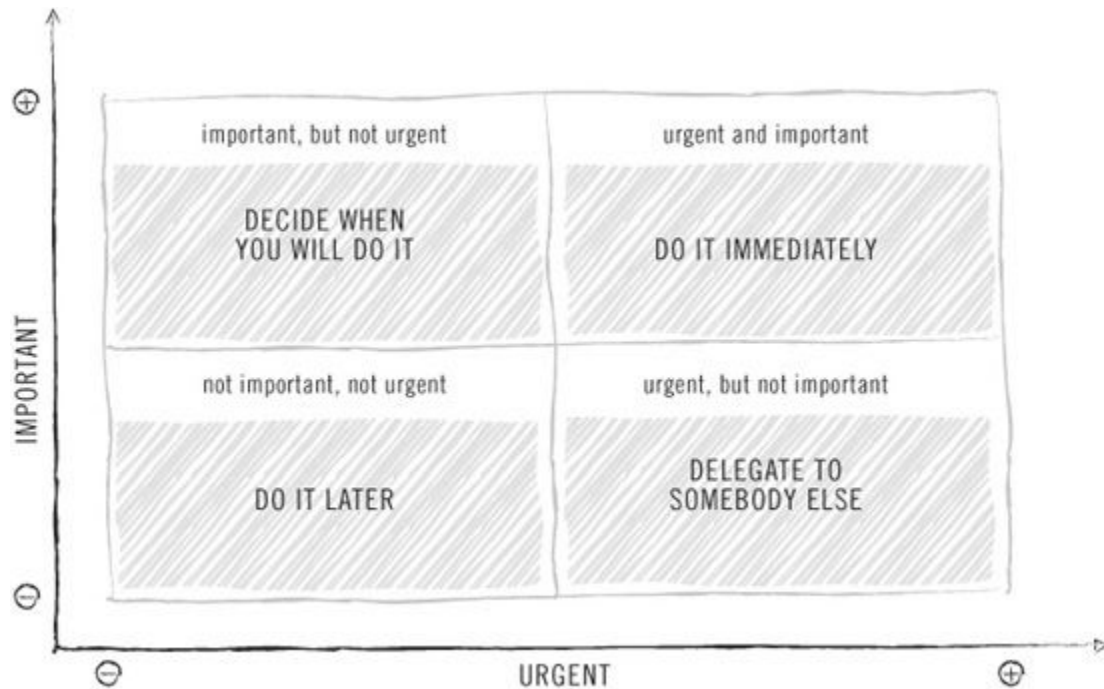 ⊕
important, but not urgent
urgent and important
DECIDE WHEN
YOU WILL DO IT
DO IT IMMEDIATELY
IMPORTANT
not important, not urgent
urgent, but not important
DO IT LATER
DELEGATE TO
SOMEBODY ELSE
⊖
⊖
URGENT
⊕